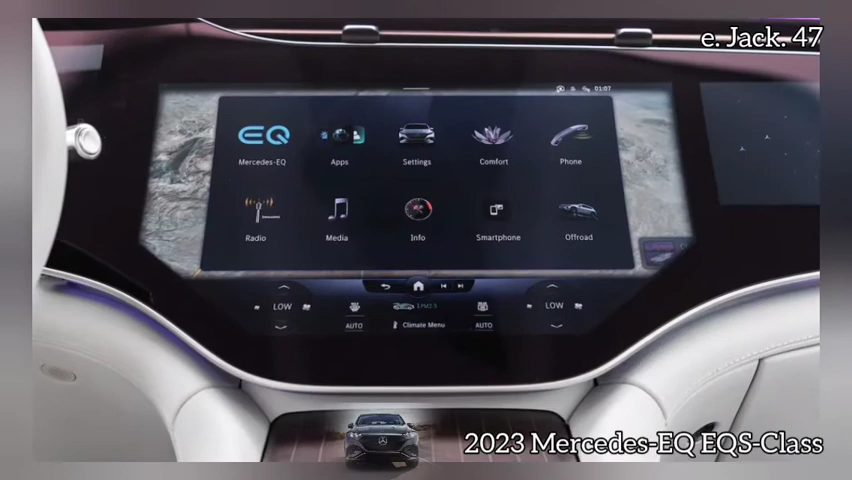 e. Jack. 47
01:07
EQ
Mercedes-EQ
Apps
Settings
Comfort
Phone
Radio
Media
Info
Smartphone
Offroad
LOW
LOW
AUTO
Climate Menu
AUTO
2023 Mercedes-EQ EQS-Class